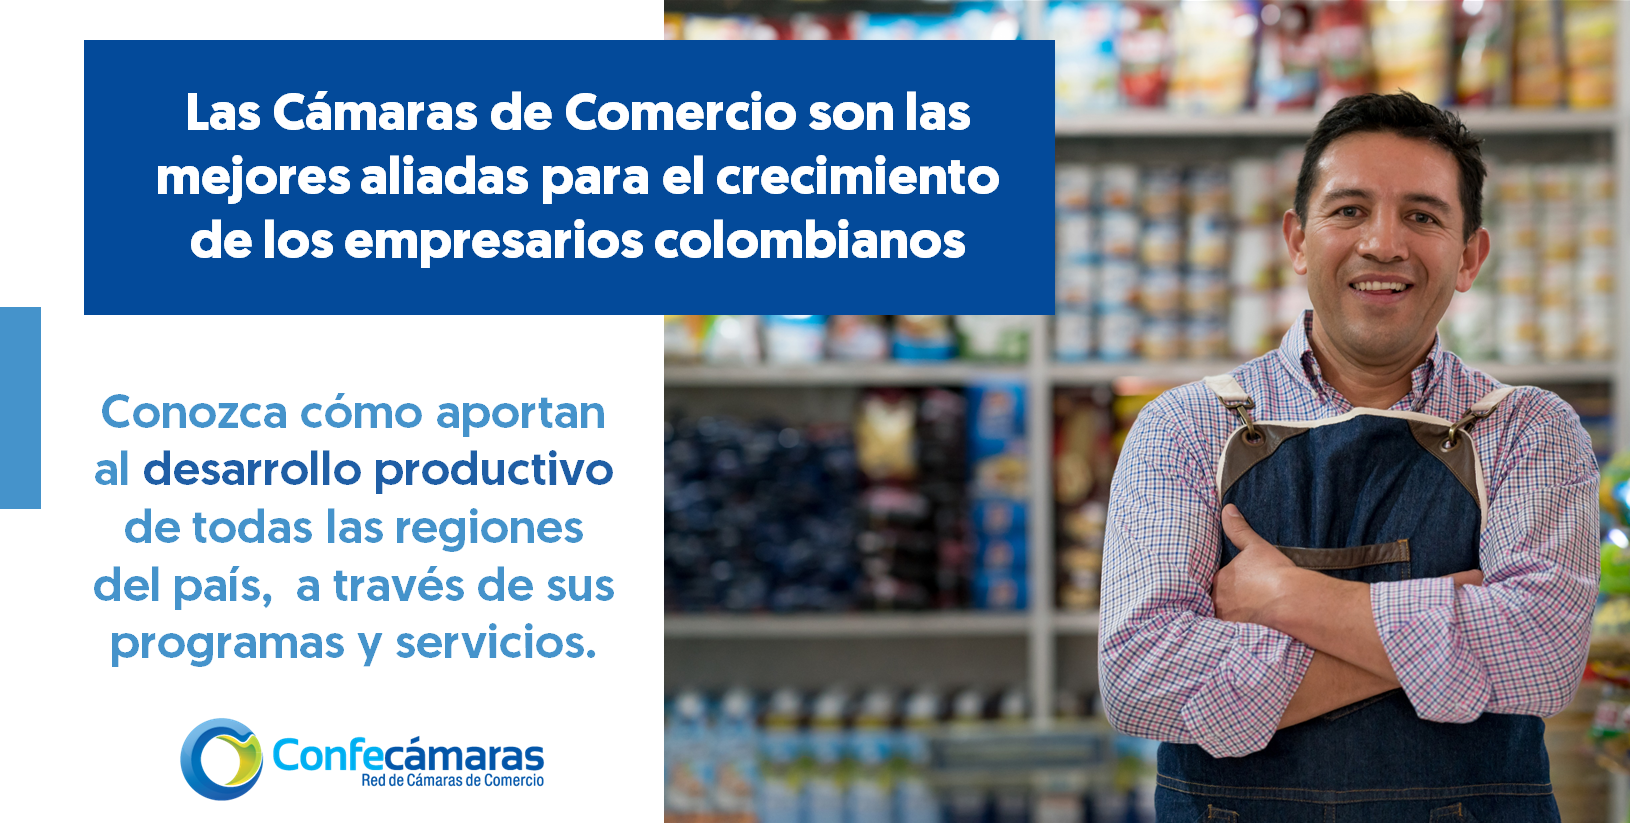 Las Cámaras de Comercio son las
mejores aliadas para el crecimiento
de los empresarios colombianos
Conozca cómo aportan
al desarrollo productivo
de todas las regiones
del país, a través de sus
programas y servicios.
Confecámaras
Red de Cámaras de Comercio